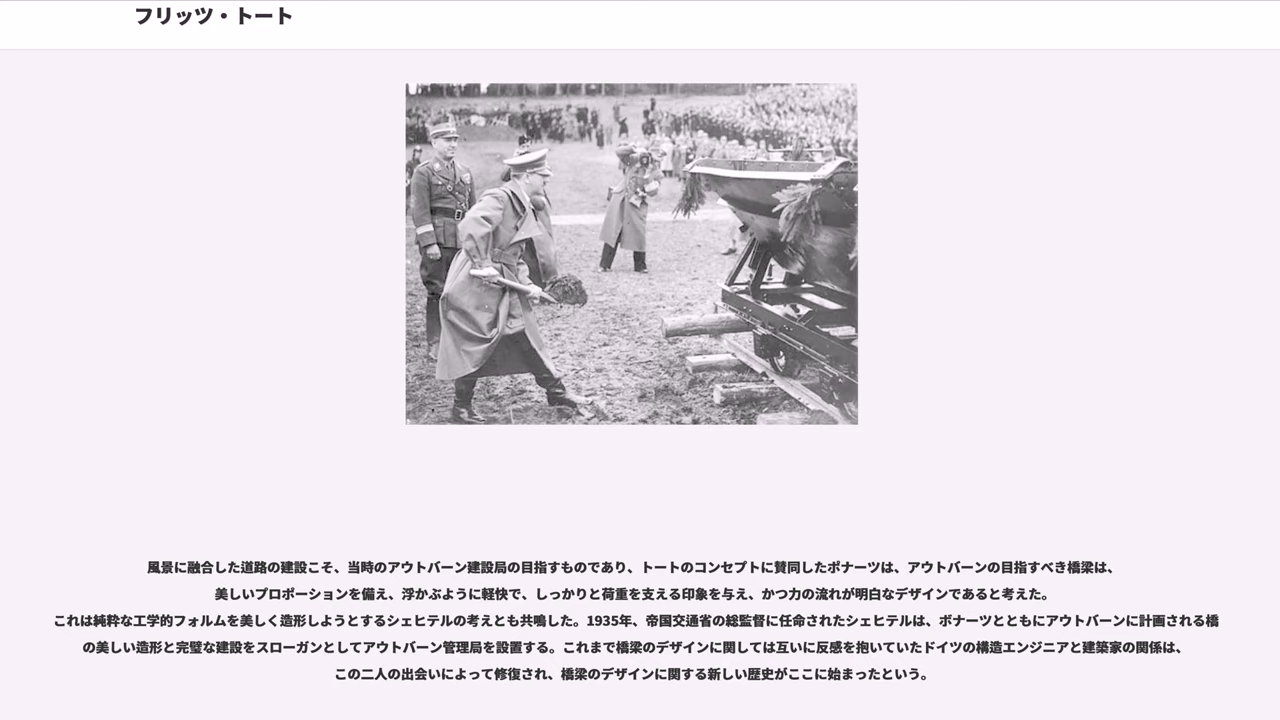 フリッツ・トート
風景に融合した道路の建設こそ、当時のアウトバーン建設局の目指すものであり、トートのコンセプトに賛同したボナーツは、アウトバーンの目指すべき橋梁は、
美しいプロポーションを備え、浮かぶように軽快で、しっかりと荷重を支える印象を与え、かつ力の流れが明白なデザインであると考えた。
これは純粋な工学的フォルムを美しく造形しようとするシェヒテルの考えとも共鳴した。1935年、帝国交通省の総監督に任命されたシェヒテルは、ボナーツとともにアウトバーンに計画される橋
の美しい造形と完璧な建設をスローガンとしてアウトバーン管理局を設置する。これまで橋梁のデザインに関しては互いに反感を抱いていたドイツの構造エンジニアと建築家の関係は、
この二人の出会いによって修復され、橋梁のデザインに関する新しい歴史がここに始まったという。